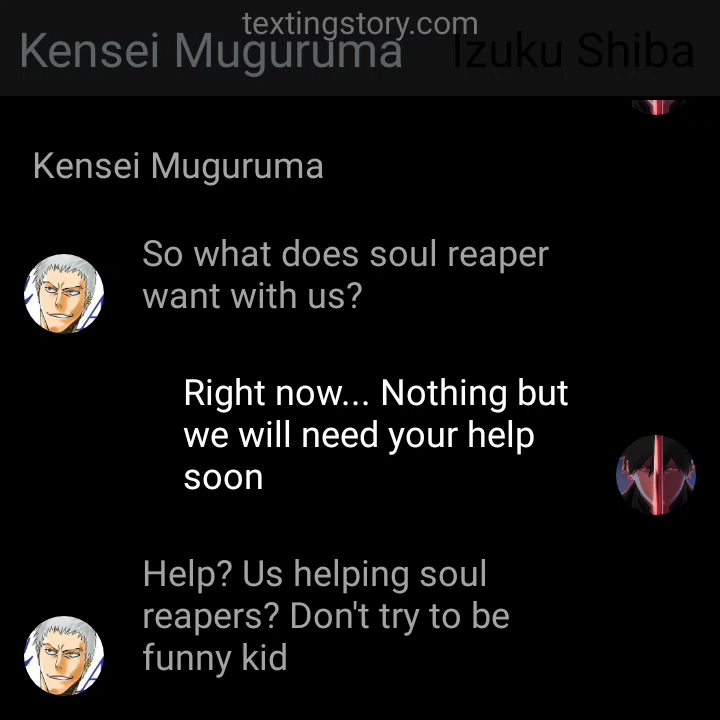 textingstory.com
Kensei Muguruma Izuku Shiba
Kensei Muguruma
So what does soul reaper
want with us?
Right now... Nothing but
we will need your help
soon
Help? Us helping soul
reapers? Don't try to be
funny kid